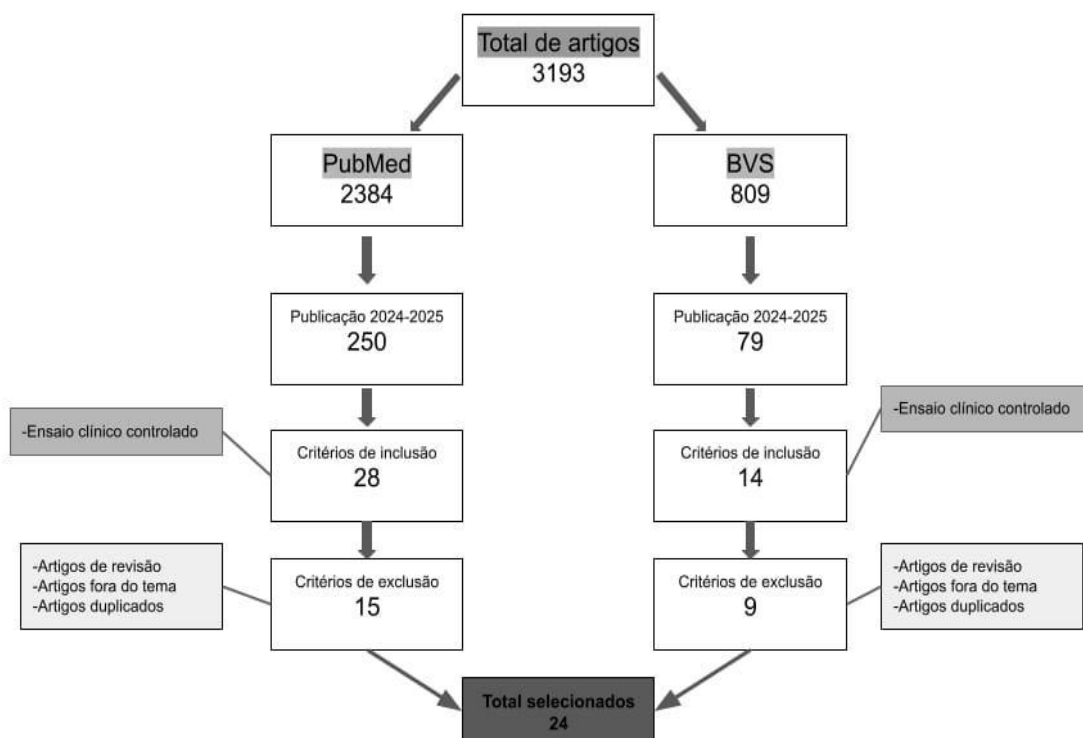 Total de artigos
3193
PubMed
2384
BVS
809
Publicação 2024-2025
250
Publicação 2024-2025
79
-Ensaio clínico controlado
Critérios de inclusão
28
Critérios de inclusão
14
-Ensaio clínico controlado
-Artigos de revisão
-Artigos fora do tema
-Artigos duplicados
Critérios de exclusão
15
Critérios de exclusão
9
-Artigos de revisão
-Artigos fora do tema
-Artigos duplicados
Total selecionados
24